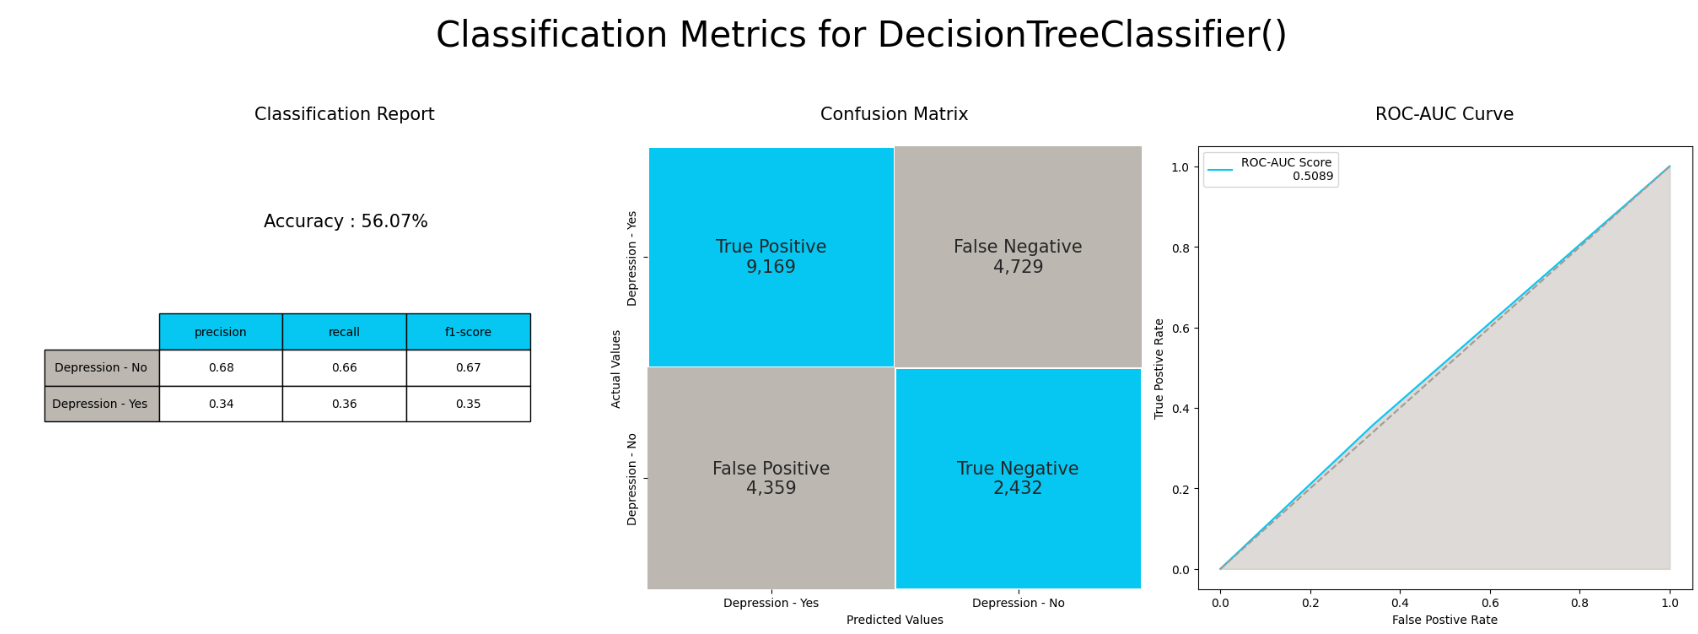 Classification Metrics for DecisionTreeClassifier()
Classification Report
Accuracy : 56.07%
precision recall f1-score
Depression - No 0.68 0.66 0.67
Depression - Yes 0.34 0.36 0.35
Confusion Matrix
Actual Values
Depression - Yes
Depression - No
True Positive
9,169
False Negative
4,729
False Positive
4,359
True Negative
2,432
Depression - Yes Depression - No
Predicted Values
ROC-AUC Curve
ROC-AUC Score
0.5089
True Postive Rate
1.0
0.8
0.6
0.4
0.2
0.0
0.0 0.2 0.4 0.6 0.8 1.0
False Postive Rate